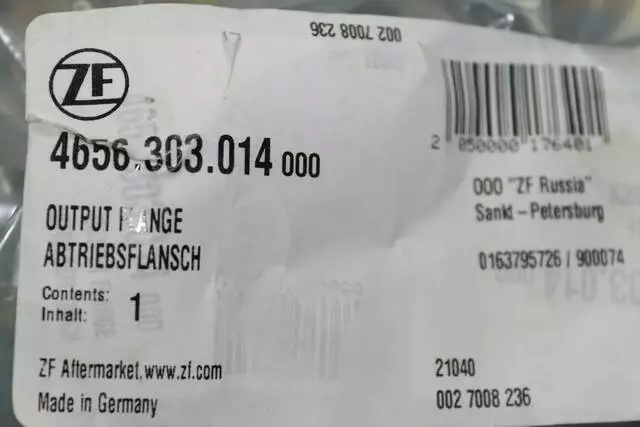 002 7008 236
ZF
4656.303.014 000
2 050000 176401
OOO "ZF Russia"
Sankt-Petersburg
0163795726 / 900074
OUTPUT FLANGE
ABTRIEBSFLANSCH
Contents:
Inhalt: 1
ZF Aftermarket, www.zf.com
Made in Germany
21040
002 7008 236